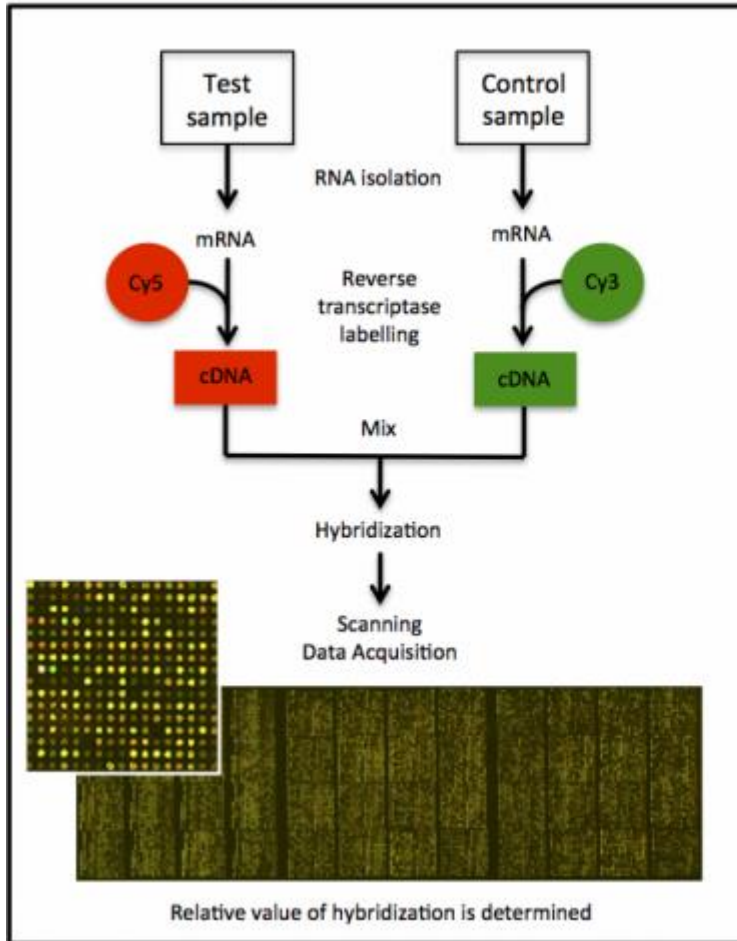 Test
sample
Control
sample
RNA isolation
mRNA
mRNA
Cy5
Reverse
transcriptase
labelling
Cy3
cDNA
cDNA
Mix
Hybridization
Scanning
Data Acquisition
Relative value of hybridization is determined